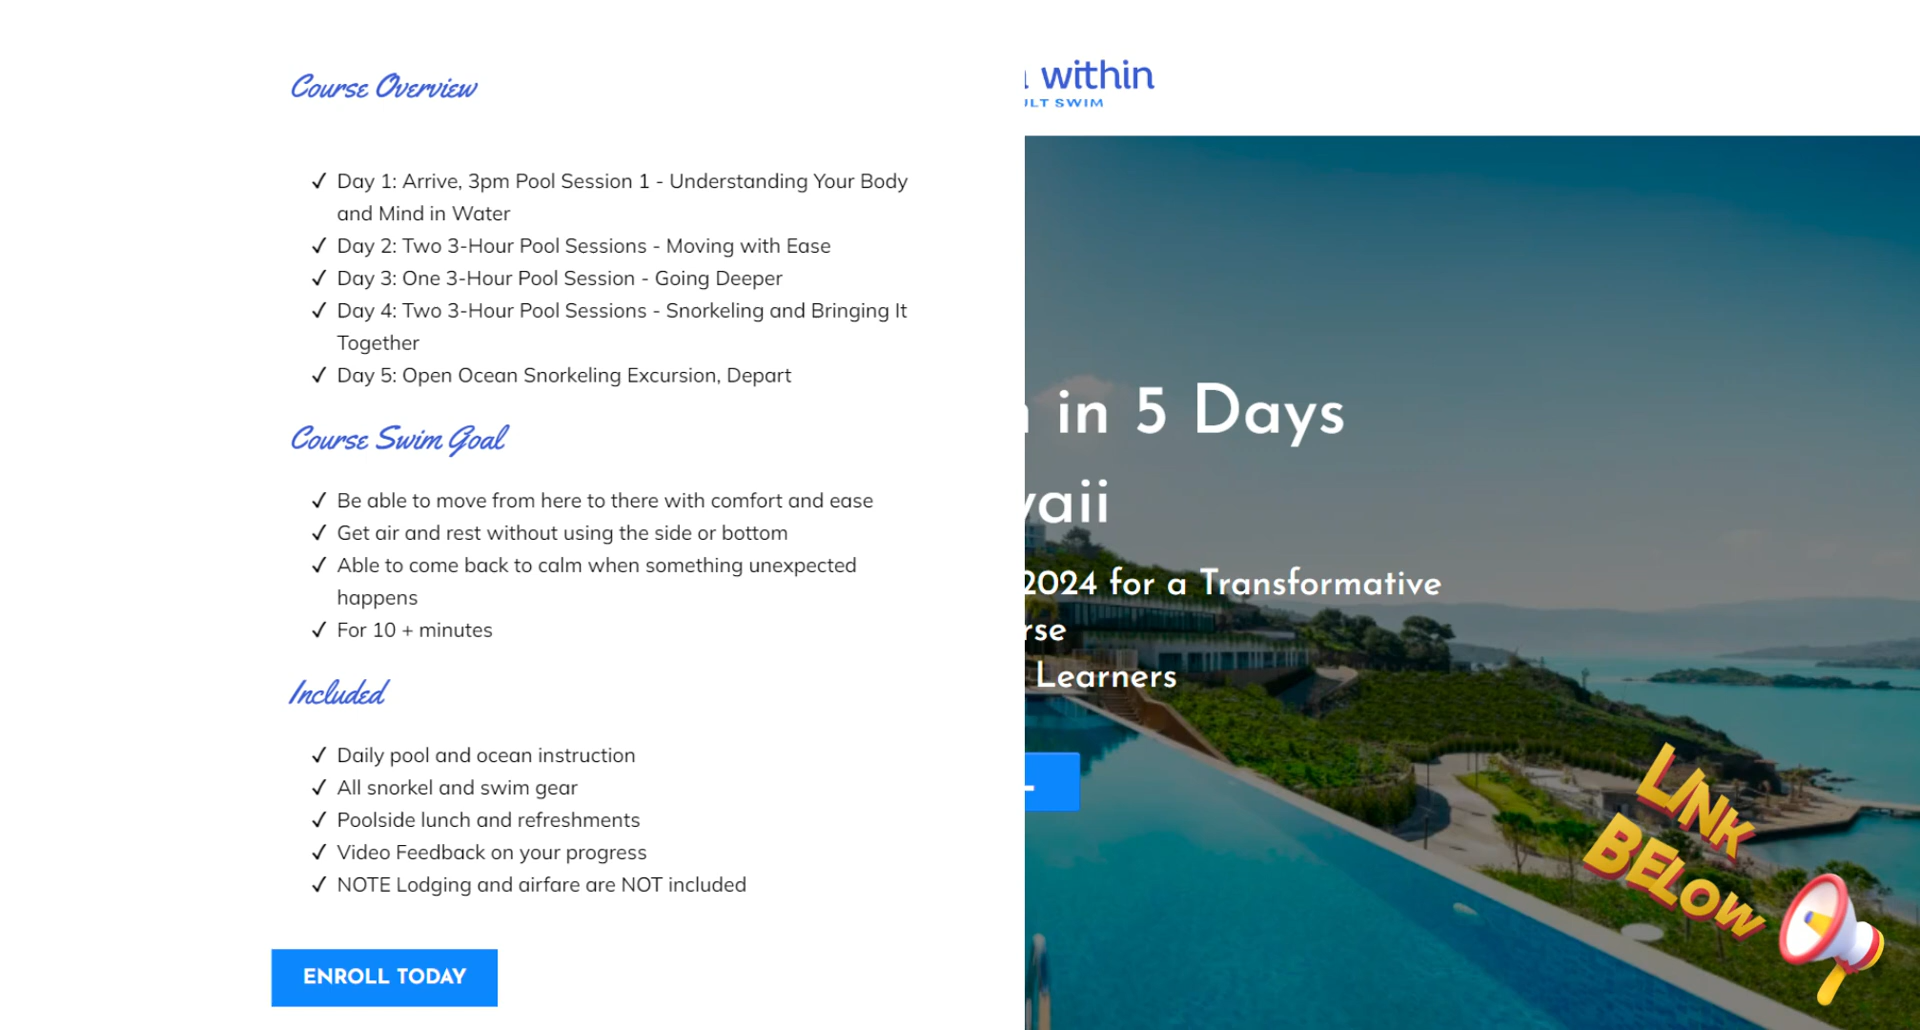 Course Overview
✓ Day 1: Arrive, 3pm Pool Session 1 - Understanding Your Body
and Mind in Water
✓ Day 2: Two 3-Hour Pool Sessions - Moving with Ease
✓ Day 3: One 3-Hour Pool Session - Going Deeper
✓ Day 4: Two 3-Hour Pool Sessions - Snorkeling and Bringing It
Together
✓ Day 5: Open Ocean Snorkeling Excursion, Depart
Course Swim Goal
✓ Be able to move from here to there with comfort and ease
✓ Get air and rest without using the side or bottom
✓ Able to come back to calm when something unexpected
happens
✓ For 10 + minutes
Included
✓ Daily pool and ocean instruction
✓ All snorkel and swim gear
✓ Poolside lunch and refreshments
✓ Video Feedback on your progress
✓ NOTE Lodging and airfare are NOT included
ENROLL TODAY
within
ULT SWIM
in 5 Days
waii
2024 for a Transformative
rse
Learners
LINK
BELOW